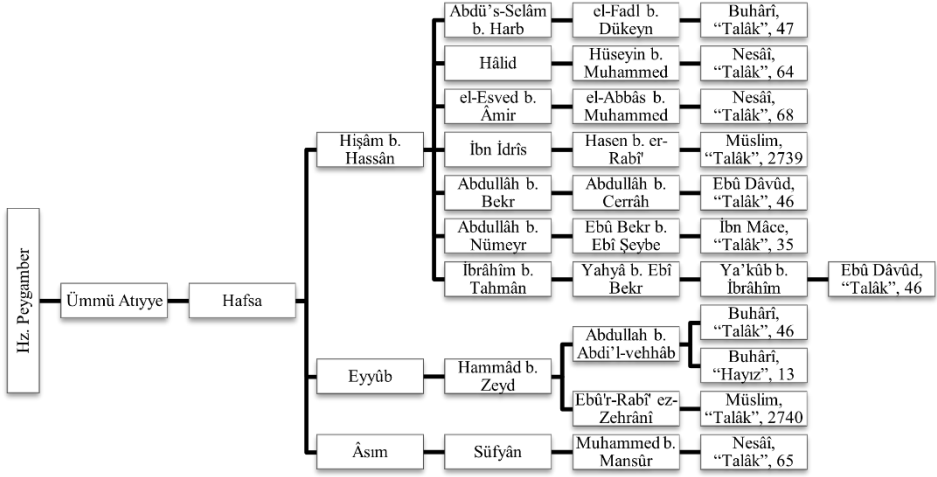 Abdü’s-Selâm
b. Harb
el-Fadl b.
Dükeyn
Buhârî,
“Talâk”, 47
Hâlid
Hüseyin b.
Muhammed
Nesâî,
“Talâk”, 64
el-Esved b.
Âmir
el-Abbâs b.
Muhammed
Nesâî,
“Talâk”, 68
Hişâm b.
Hassân
İbn İdrîs
Hasen b. er-
Rabî'
Müslim,
“Talâk”, 2739
Abdullâh b.
Bekr
Abdullâh b.
Cerrâh
Ebû Dâvûd,
“Talâk”, 46
Abdullâh b.
Nümeyr
Ebû Bekr b.
Ebî Şeybe
İbn Mâce,
“Talâk”, 35
İbrâhîm b.
Tahmân
Yahyâ b. Ebî
Bekr
Ya’kûb b.
İbrâhîm
Ebû Dâvûd,
“Talâk”, 46
Hz. Peygamber
Ümmü Atıyye
Hafsa
Eyyûb
Hammâd b.
Zeyd
Abdullah b.
Abdi’l-vehhâb
Buhârî,
“Talâk”, 46
Buhârî,
“Hayız”, 13
Ebû'r-Rabî' ez-
Zehrânî
Müslim,
“Talâk”, 2740
Âsım
Süfyân
Muhammed b.
Mansûr
Nesâî,
“Talâk”, 65